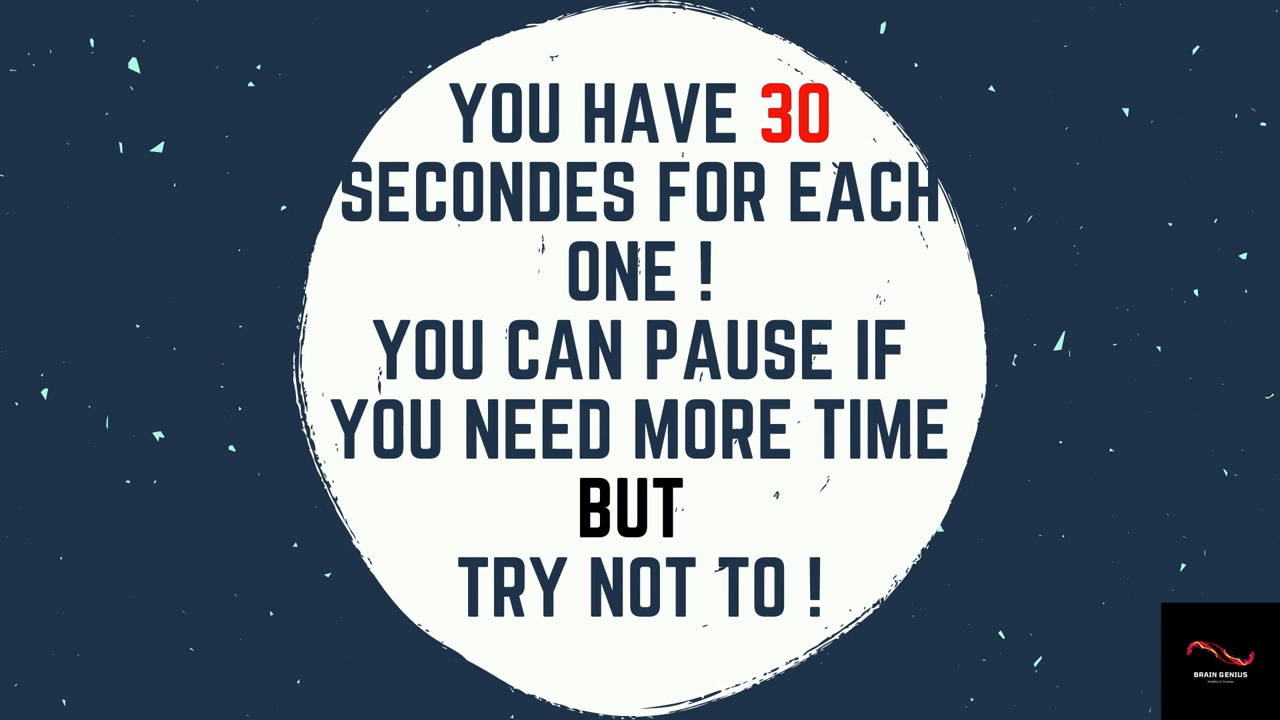 YOU HAVE 30
SECONDES FOR EACH
ONE !
YOU CAN PAUSE IF
YOU NEED MORE TIME
BUT
TRY NOT TO !
BRAIN GENIUS